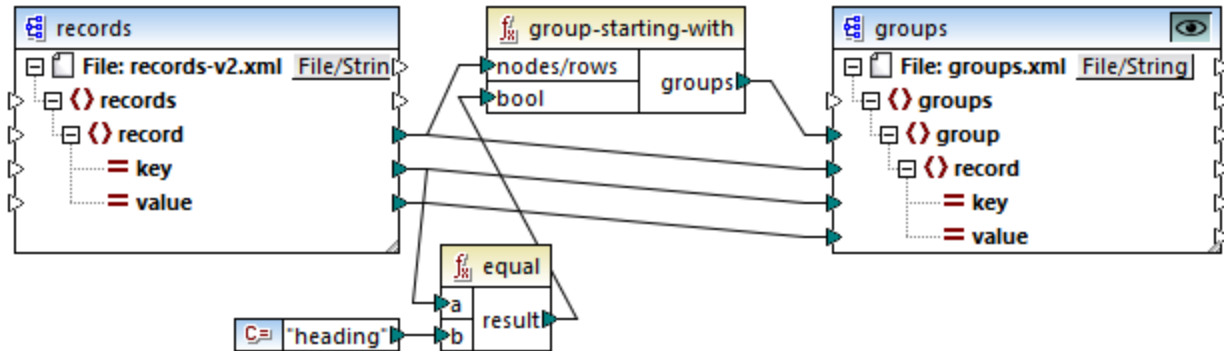 records
File: records-v2.xml File/Strin
records
record
key
value
group-starting-with
nodes/rows
bool
groups
groups
File: groups.xml File/String
groups
group
record
key
value
equal
a
b
result
C= "heading"